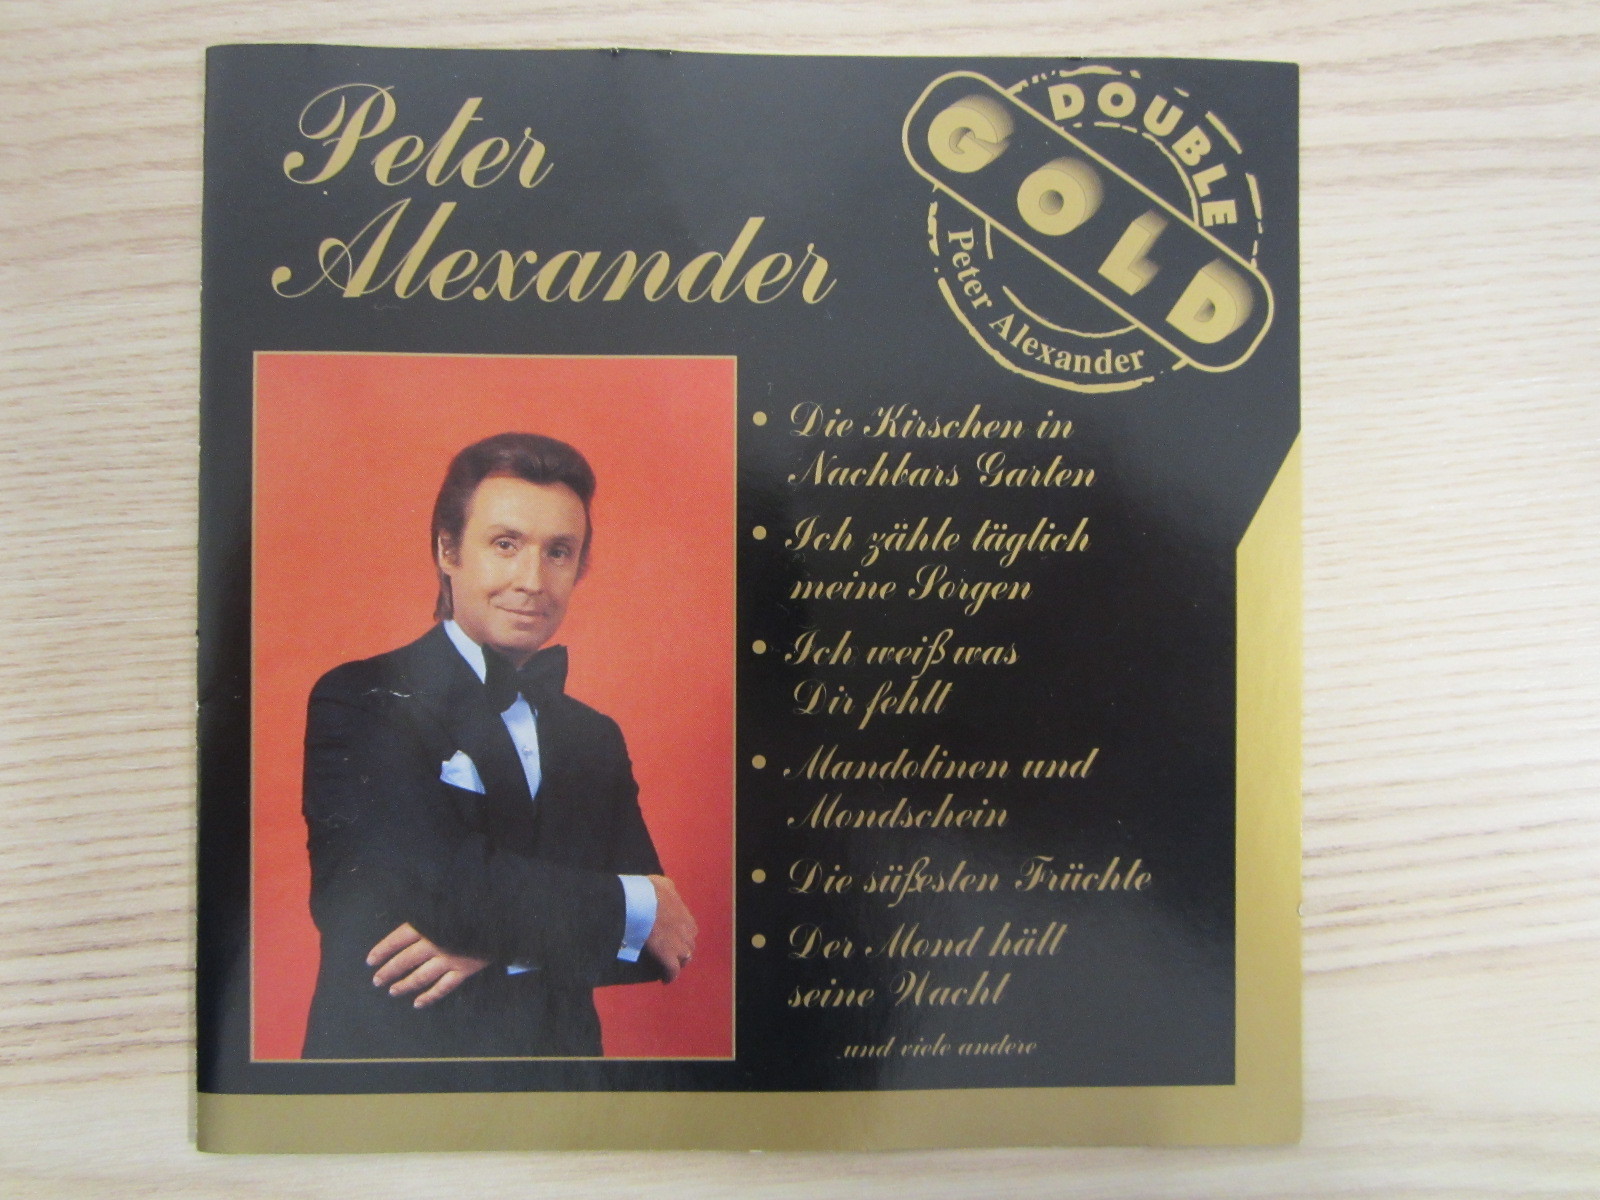 Peter
Alexander
DOUBLE
GOLD
Peter Alexander
• Die Kirschen in
Nachbars Garten
• Ich zähle täglich
meine Sorgen
• Ich weiß was
Dir fehlt
• Mandolinen und
Mondschein
• Die süßesten Früchte
• Der Mond hält
seine Wacht
...und viele andere